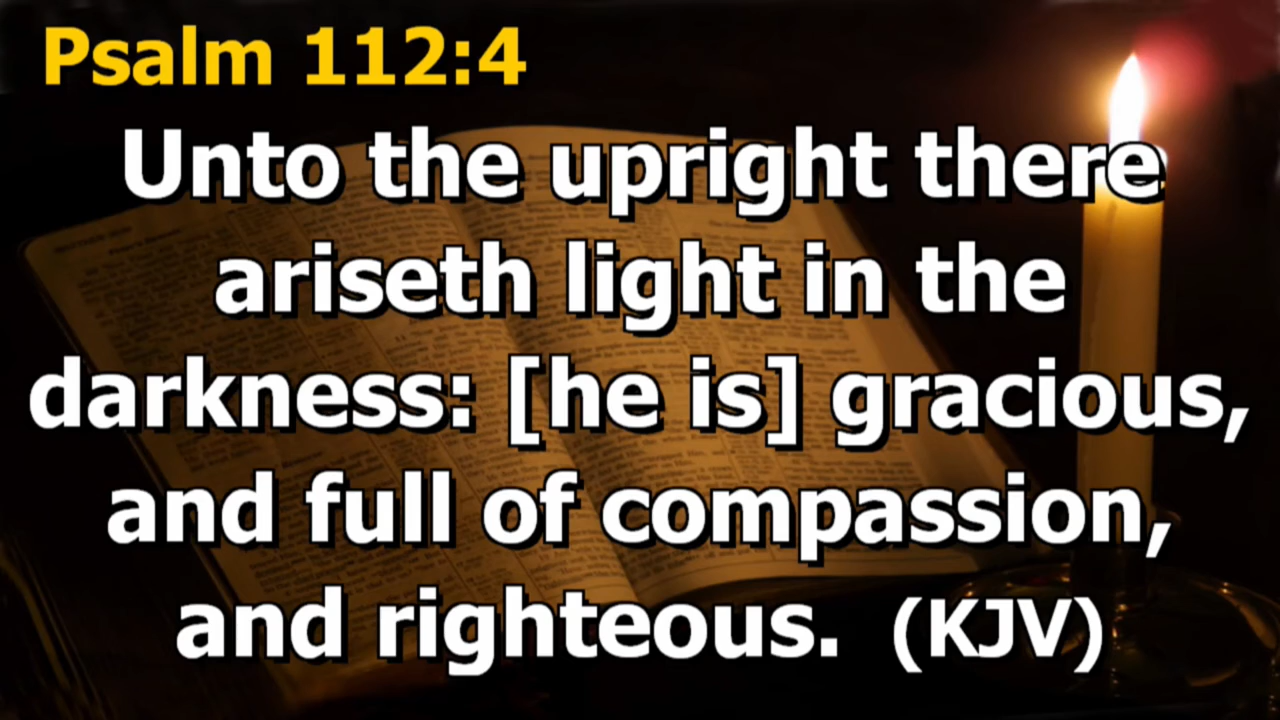 Psalm 112:4
Unto the upright there
ariseth light in the
darkness: [he is] gracious,
and full of compassion,
and righteous. (KJV)